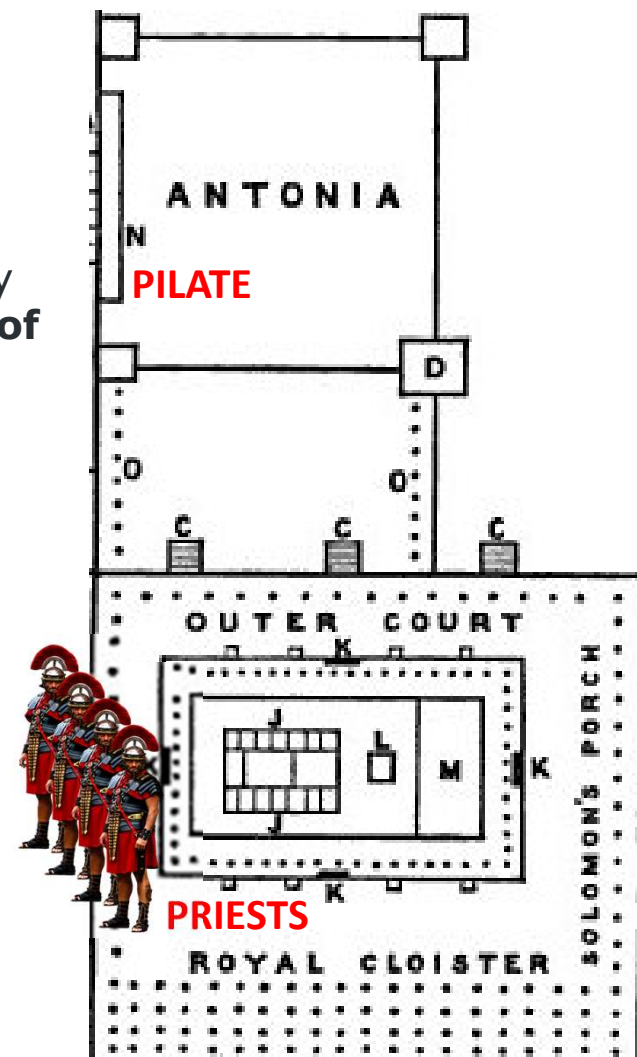 ANTONIA
N
y
PILATE
of
D
O
O
C C C
OUTER COURT
K
J
L
K
M
K
J
K
SOLOMON'S PORCH
PRIESTS
ROYAL CLOISTER